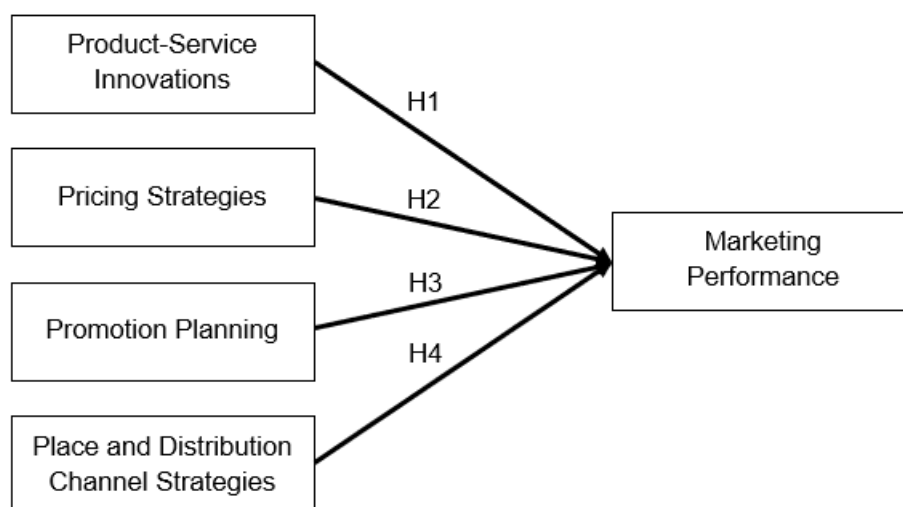 Product-Service
Innovations
H1
Pricing Strategies
H2
Marketing
Performance
H3
Promotion Planning
H4
Place and Distribution
Channel Strategies